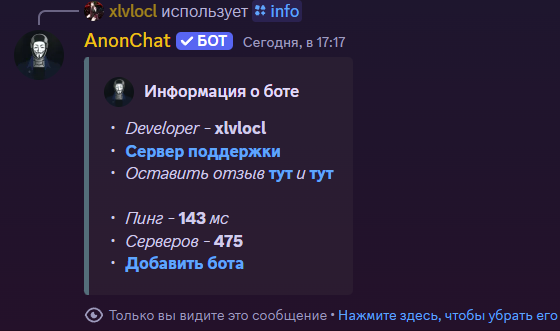 xlvlocl использует info
AnonChat ✓ БОТ Сегодня, в 17:17
Информация о боте
• Developer - xlvlocl
• Сервер поддержки
• Оставить отзыв тут и тут
• Пинг - 143 мс
• Серверов - 475
• Добавить бота
Только вы видите это сообщение • Нажмите здесь, чтобы убрать его